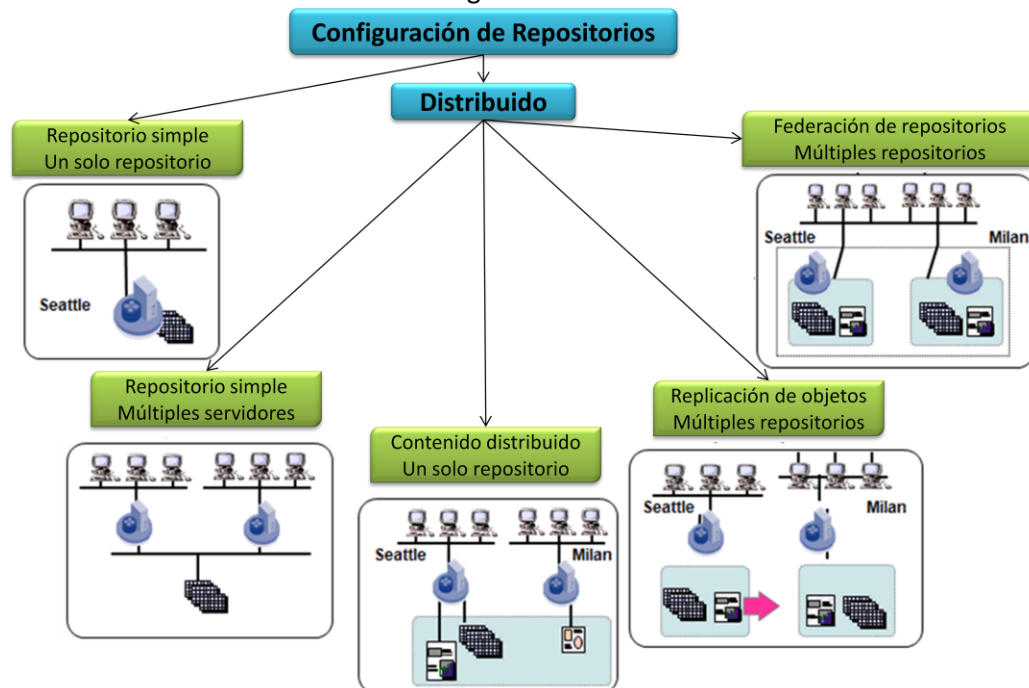 Configuración de Repositorios
Distribuido
Repositorio simple
Un solo repositorio
Seattle
Federación de repositorios
Múltiples repositorios
Seattle
Milan
Repositorio simple
Múltiples servidores
Contenido distribuido
Un solo repositorio
Seattle
Milan
Replicación de objetos
Múltiples repositorios
Seattle
Milan